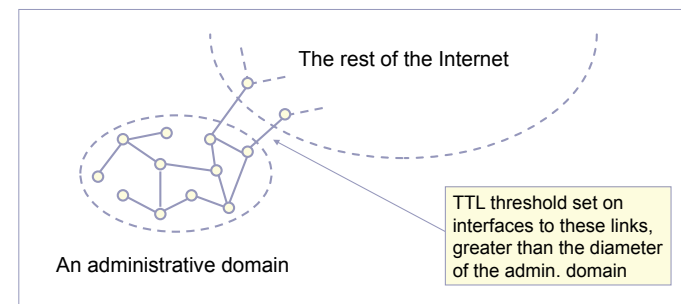 The rest of the Internet
TTL threshold set on
interfaces to these links,
greater than the diameter
of the admin. domain
An administrative domain